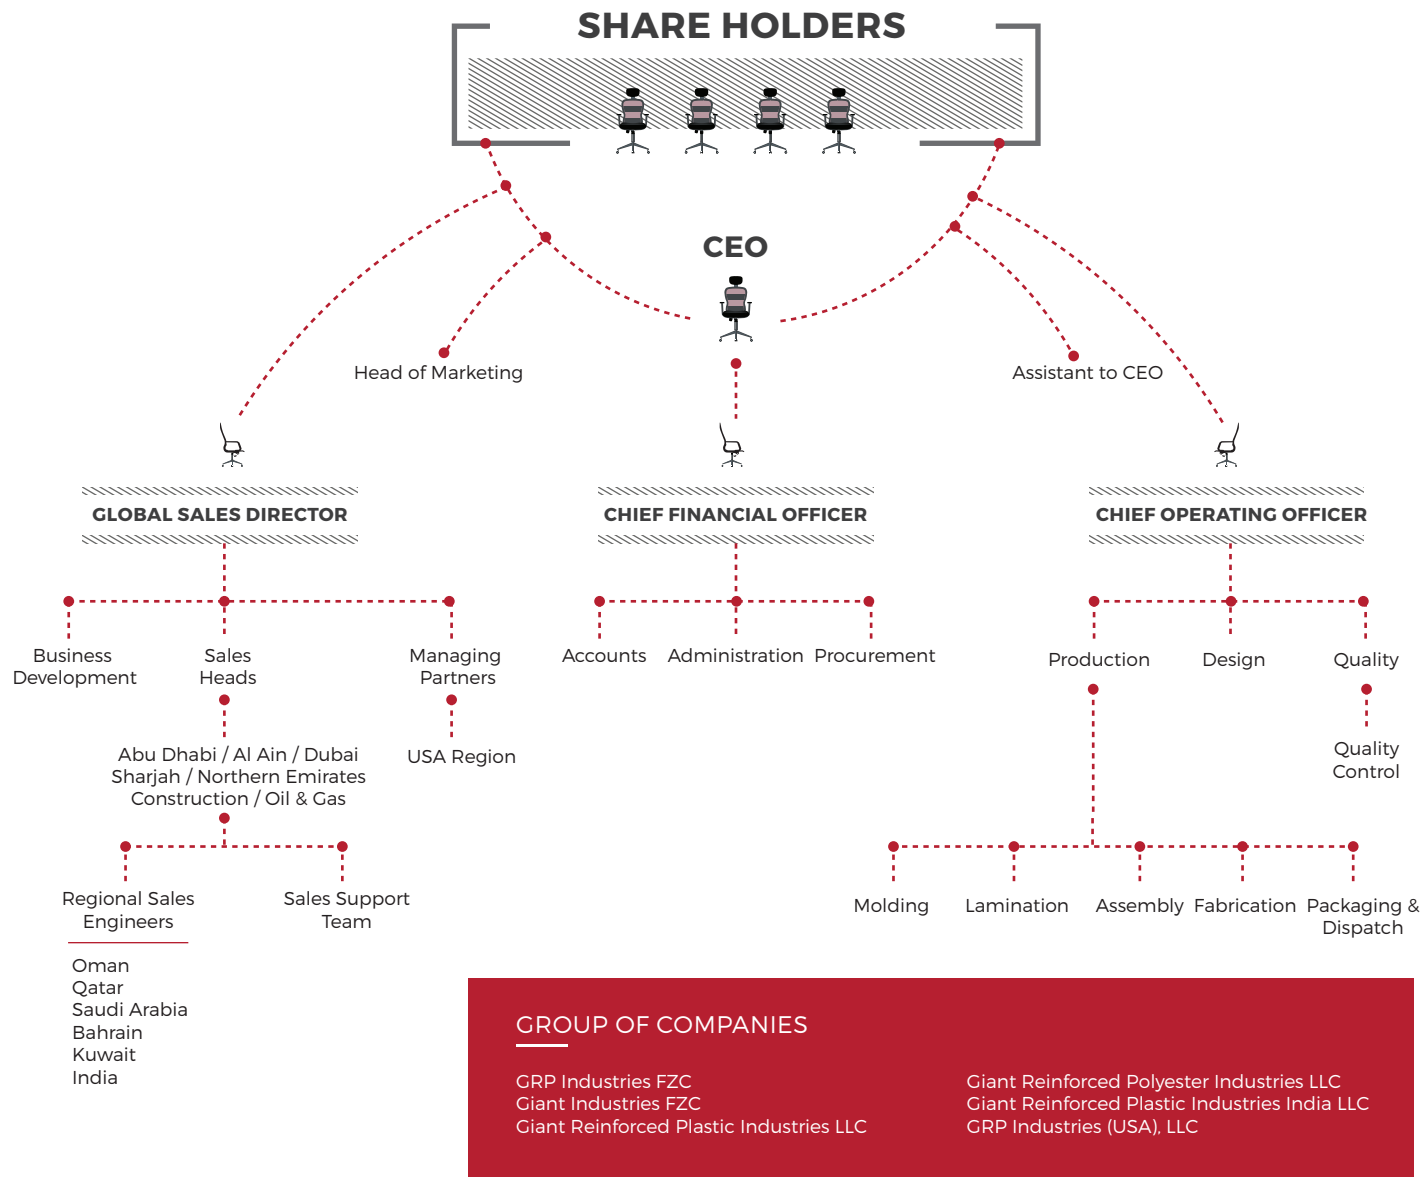 SHARE HOLDERS
CEO
Head of Marketing
Assistant to CEO
GLOBAL SALES DIRECTOR
CHIEF FINANCIAL OFFICER
CHIEF OPERATING OFFICER
Business
Development
Sales
Heads
Managing
Partners
Accounts
Administration
Procurement
Production
Design
Quality
Abu Dhabi / Al Ain / Dubai
Sharjah / Northern Emirates
Construction / Oil & Gas
USA Region
Quality
Control
Regional Sales
Engineers
Sales Support
Team
Molding
Lamination
Assembly
Fabrication
Packaging &
Dispatch
Oman
Qatar
Saudi Arabia
Bahrain
Kuwait
India
GROUP OF COMPANIES
GRP Industries FZC
Giant Industries FZC
Giant Reinforced Plastic Industries LLC
Giant Reinforced Polyester Industries LLC
Giant Reinforced Plastic Industries India LLC
GRP Industries (USA), LLC